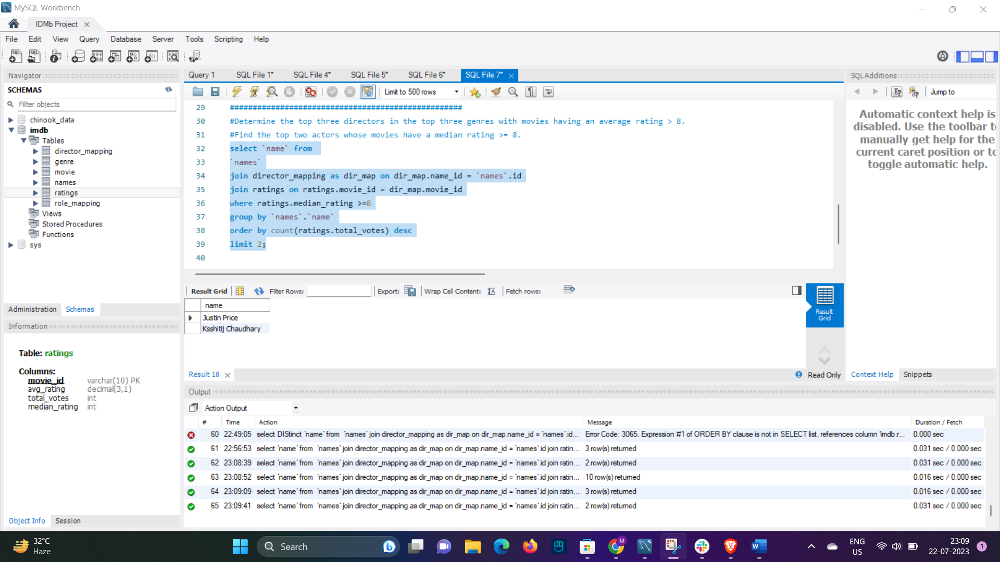 MySQL Workbench
IDMb Project
File Edit View Query Database Server Tools Scripting Help
Navigator
SCHEMAS
Filter objects
chinook_data
imdb
Tables
director_mapping
genre
movie
names
ratings
role_mapping
Views
Stored Procedures
Functions
sys
Administration Schemas
Information
Table: ratings
Columns:
movie_id varchar(10) PK
avg_rating decimal(3,1)
total_votes int
median_rating int
Object Info Session
Query 1 SQL File 1* SQL File 4* SQL File 5* SQL File 6* SQL File 7*
Limit to 500 rows
29 ###################################################
30 #Determine the top three directors in the top three genres with movies having an average rating > 8.
31 #Find the top two actors whose movies have a median rating >= 8.
32 select `name` from
33 `names`
34 join director_mapping as dir_map on dir_map.name_id = `names`.id
35 join ratings on ratings.movie_id = dir_map.movie_id
36 where ratings.median_rating >=8
37 group by `names`.`name`
38 order by count(ratings.total_votes) desc
39 limit 2;
40
Result Grid Filter Rows: Export: Wrap Cell Content: Fetch rows:
name
Justin Price
Ksshitij Chaudhary
Result Grid
Result 18
Read Only
SQLAdditions
Jump to
Automatic context help is
disabled. Use the toolbar to
manually get help for the
current caret position or to
toggle automatic help.
Context Help Snippets
Output
Action Output
# Time Action Message Duration / Fetch
60 22:49:05 select DIStinct `name` from `names` join director_mapping as dir_map on dir_map.name_id = `names`.id... Error Code: 3065. Expression #1 of ORDER BY clause is not in SELECT list, references column 'imdb.r... 0.000 sec
61 22:56:53 select `name` from `names` join director_mapping as dir_map on dir_map.name_id = `names`.id join ratin... 3 row(s) returned 0.031 sec / 0.000 sec
62 23:08:39 select `name` from `names` join director_mapping as dir_map on dir_map.name_id = `names`.id join ratin... 2 row(s) returned 0.031 sec / 0.000 sec
63 23:08:52 select `name` from `names` join director_mapping as dir_map on dir_map.name_id = `names`.id join ratin... 10 row(s) returned 0.016 sec / 0.000 sec
64 23:09:09 select `name` from `names` join director_mapping as dir_map on dir_map.name_id = `names`.id join ratin... 3 row(s) returned 0.016 sec / 0.000 sec
65 23:09:41 select `name` from `names` join director_mapping as dir_map on dir_map.name_id = `names`.id join ratin... 2 row(s) returned 0.031 sec / 0.000 sec
32°C
Haze
Search
ENG
US
23:09
22-07-2023
1